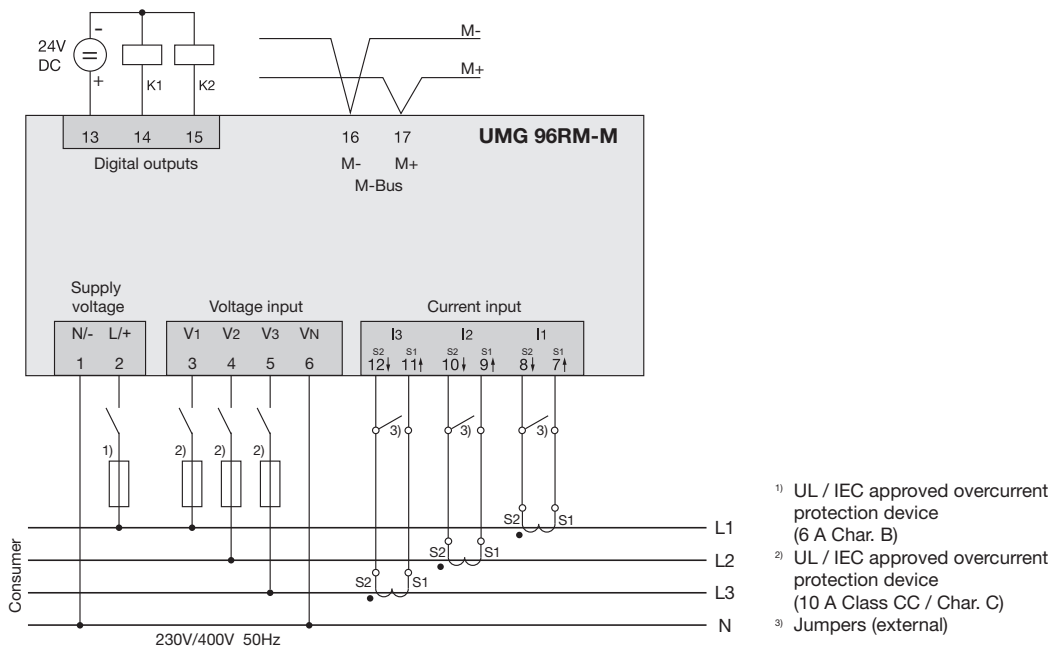 24V
DC
-
+
K1
K2
M-
M+
13 14 15
Digital outputs
16 17
M- M+
M-Bus
UMG 96RM-M
Supply
voltage
Voltage input
Current input
N/- L/+
V1 V2 V3 VN
I3 I2 I1
S2 S1 S2 S1 S2 S1
1 2 3 4 5 6 12 11 10 9 8 7
1) 2) 2) 2) 3) 3) 3)
S2 S1
L1
S2 S1
L2
S2 S1
L3
N
Consumer
230V/400V 50Hz
1) UL / IEC approved overcurrent
protection device
(6 A Char. B)
2) UL / IEC approved overcurrent
protection device
(10 A Class CC / Char. C)
3) Jumpers (external)